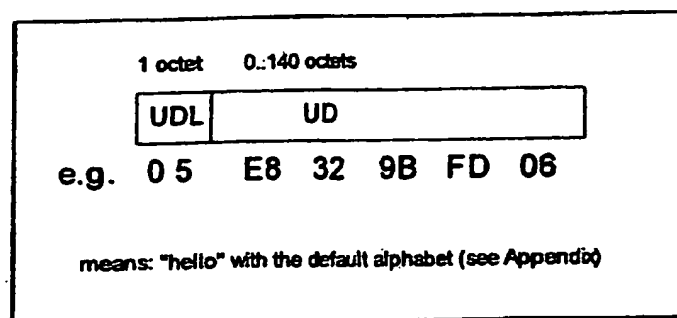 1 octet 0..140 octets
UDL UD
e.g. 0 5 E8 32 9B FD 06
means: "hello" with the default alphabet (see Appendix)